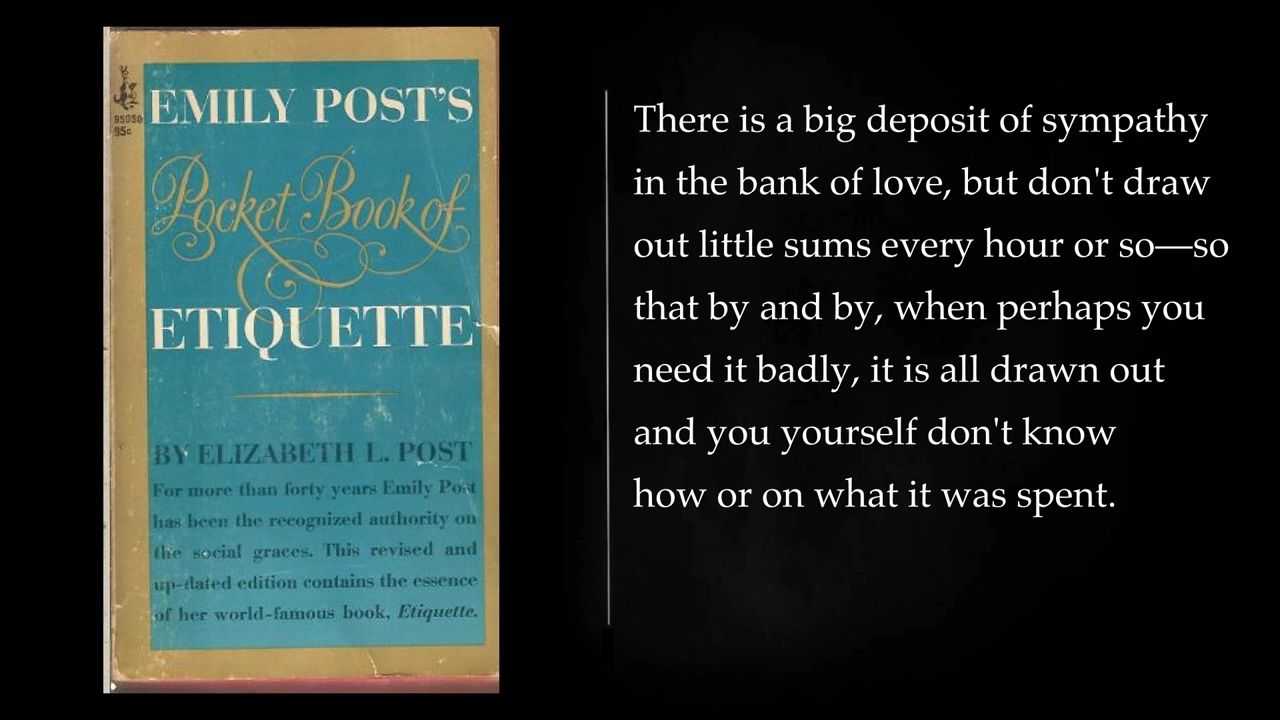 95050
95c
EMILY POST'S
Pocket Book of
ETIQUETTE
BY ELIZABETH L. POST
For more than forty years Emily Post
has been the recognized authority on
the social graces. This revised and
up-dated edition contains the essence
of her world-famous book, Etiquette.
There is a big deposit of sympathy
in the bank of love, but don't draw
out little sums every hour or so—so
that by and by, when perhaps you
need it badly, it is all drawn out
and you yourself don't know
how or on what it was spent.